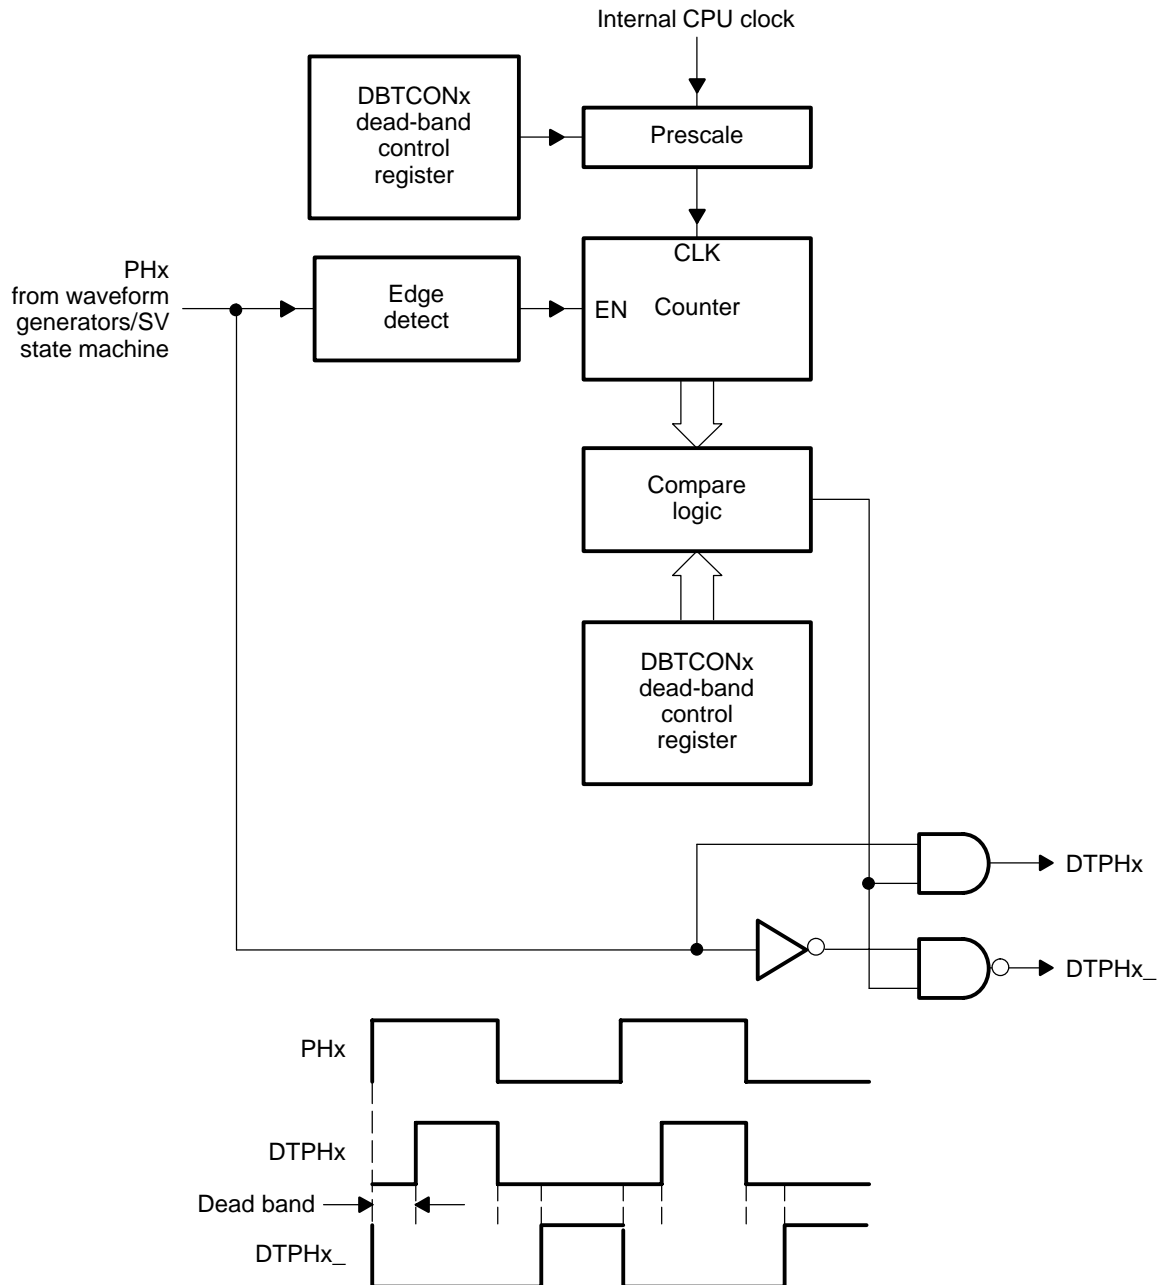 Internal CPU clock
DBTCONx
dead-band
control
register
Prescale
PHx
from waveform
generators/SV
state machine
Edge
detect
CLK
EN
Counter
Compare
logic
DBTCONx
dead-band
control
register
DTPHx
DTPHx_
PHx
DTPHx
Dead band
DTPHx_